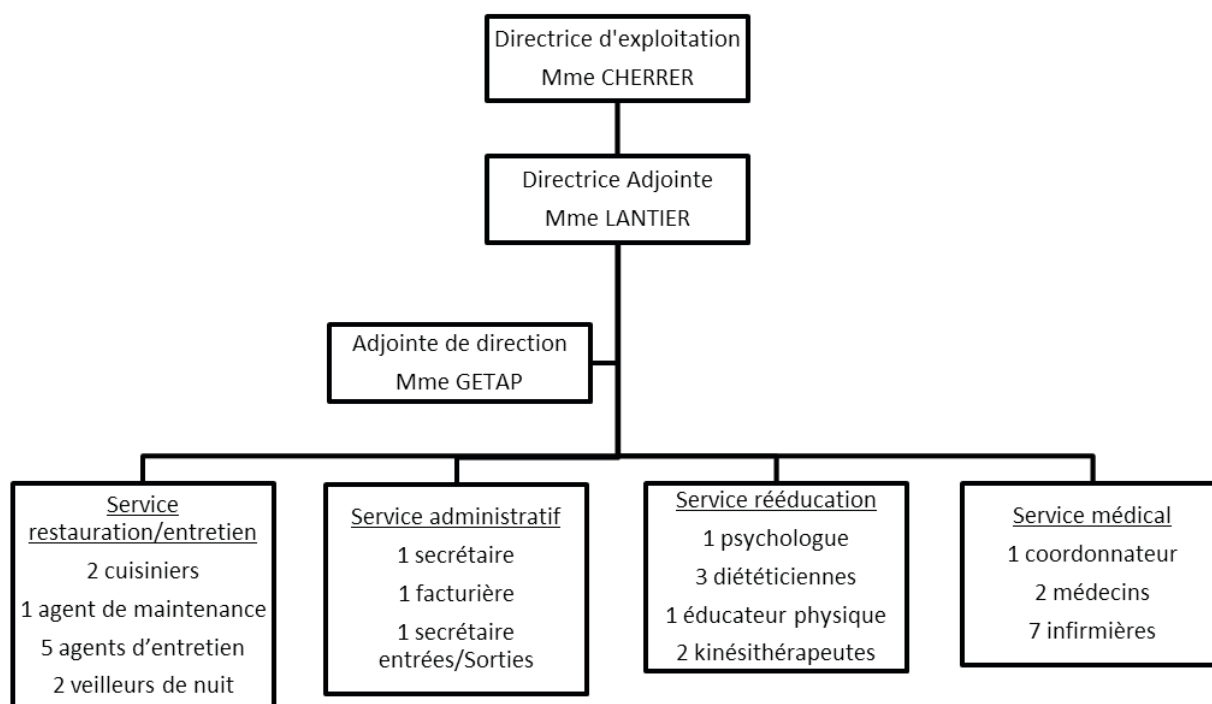 Directrice d'exploitation
Mme CHERRER
Directrice Adjointe
Mme LANTIER
Adjointe de direction
Mme GETAP
Service
restauration/entretien
2 cuisiniers
1 agent de maintenance
5 agents d’entretien
2 veilleurs de nuit
Service administratif
1 secrétaire
1 facturière
1 secrétaire
entrées/Sorties
Service rééducation
1 psychologue
3 diététiciennes
1 éducateur physique
2 kinésithérapeutes
Service médical
1 coordonnateur
2 médecins
7 infirmières